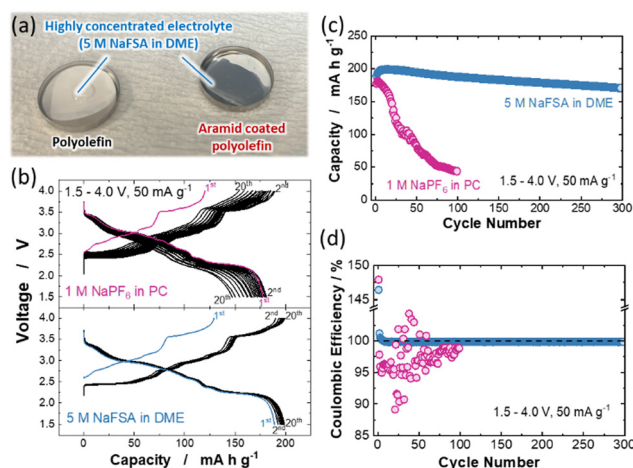 (a)
Highly concentrated electrolyte
(5 M NaFSA in DME)
Polyolefin
Aramid coated
polyolefin
(b)
Voltage / V
4.0
3.5
3.0
2.5
2.0
1.5
1.5 - 4.0 V, 50 mA g⁻¹
1st
20th
2nd
1 M NaPF₆ in PC
20th
2nd
1st
4.0
3.5
3.0
2.5
2.0
1.5
1st
2nd
20th
5 M NaFSA in DME
1st
2nd
20th
0 50 100 150 200
Capacity / mA h g⁻¹
(c)
Capacity / mA h g⁻¹
250
200
150
100
50
0
5 M NaFSA in DME
1 M NaPF₆ in PC
1.5 - 4.0 V, 50 mA g⁻¹
0 50 100 150 200 250 300
Cycle Number
(d)
Coulombic Efficiency / %
150
145
105
100
95
90
85
1.5 - 4.0 V, 50 mA g⁻¹
0 50 100 150 200 250 300
Cycle Number